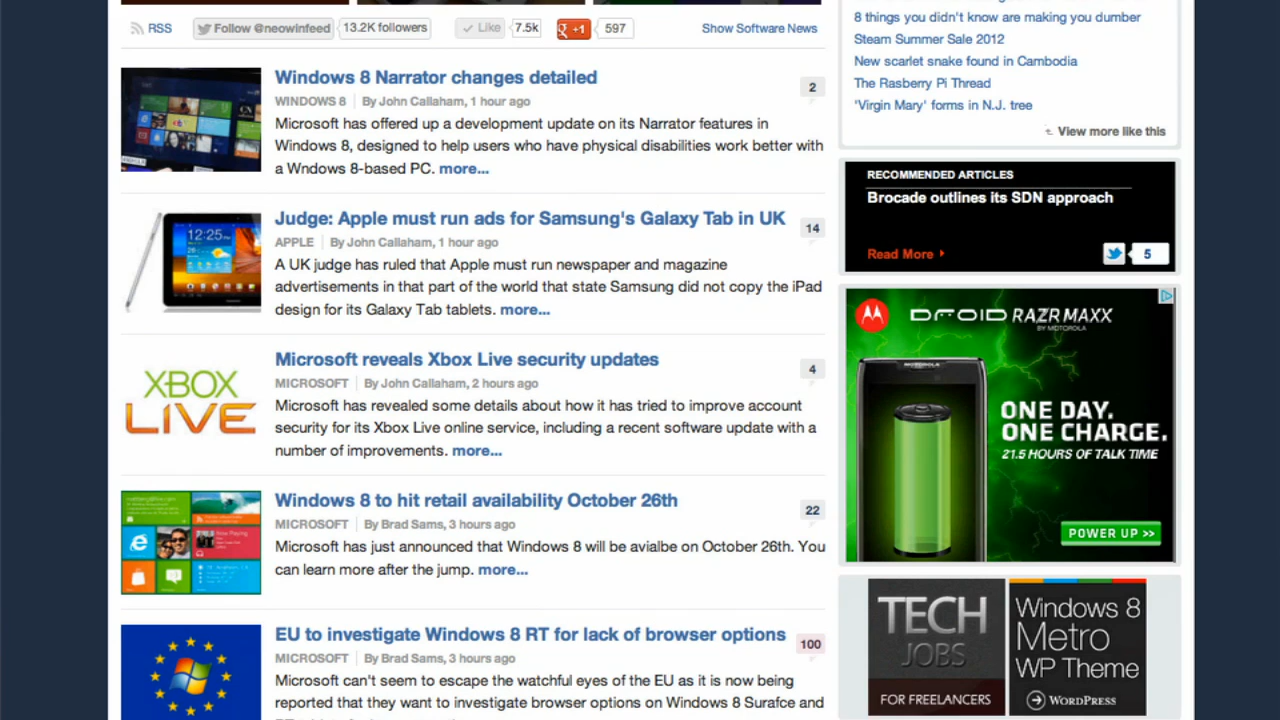 RSS
Follow @neowinfeed
13.2K followers
Like
7.5k
+1
597
Show Software News
Windows 8 Narrator changes detailed
2
WINDOWS 8 By John Callaham, 1 hour ago
Microsoft has offered up a development update on its Narrator features in
Windows 8, designed to help users who have physical disabilities work better with
a Windows 8-based PC. more...
Judge: Apple must run ads for Samsung's Galaxy Tab in UK
14
APPLE By John Callaham, 1 hour ago
A UK judge has ruled that Apple must run newspaper and magazine
advertisements in that part of the world that state Samsung did not copy the iPad
design for its Galaxy Tab tablets. more...
12:25
XBOX
LIVE
Microsoft reveals Xbox Live security updates
4
MICROSOFT By John Callaham, 2 hours ago
Microsoft has revealed some details about how it has tried to improve account
security for its Xbox Live online service, including a recent software update with a
number of improvements. more...
Windows 8 to hit retail availability October 26th
22
MICROSOFT By Brad Sams, 3 hours ago
Microsoft has just announced that Windows 8 will be avialbe on October 26th. You
can learn more after the jump. more...
EU to investigate Windows 8 RT for lack of browser options
100
MICROSOFT By Brad Sams, 3 hours ago
Microsoft can't seem to escape the watchful eyes of the EU as it is now being
reported that they want to investigate browser options on Windows 8 Surafce and
8 things you didn't know are making you dumber
Steam Summer Sale 2012
New scarlet snake found in Cambodia
The Rasberry Pi Thread
'Virgin Mary' forms in N.J. tree
View more like this
RECOMMENDED ARTICLES
Brocade outlines its SDN approach
Read More
5
DROID RAZR MAXX
BY MOTOROLA
MOTOROLA
ONE DAY.
ONE CHARGE.
21.5 HOURS OF TALK TIME
POWER UP >>
TECH
JOBS
FOR FREELANCERS
Windows 8
Metro
WP Theme
WORDPRESS